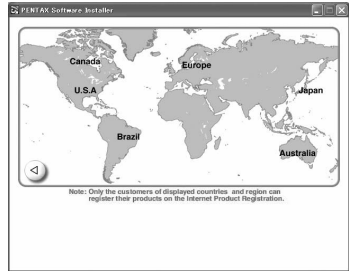 PENTAX Software Installer
Canada
Europe
U.S.A
Japan
Brazil
Australia
Note: Only the customers of displayed countries and region can
register their products on the Internet Product Registration.